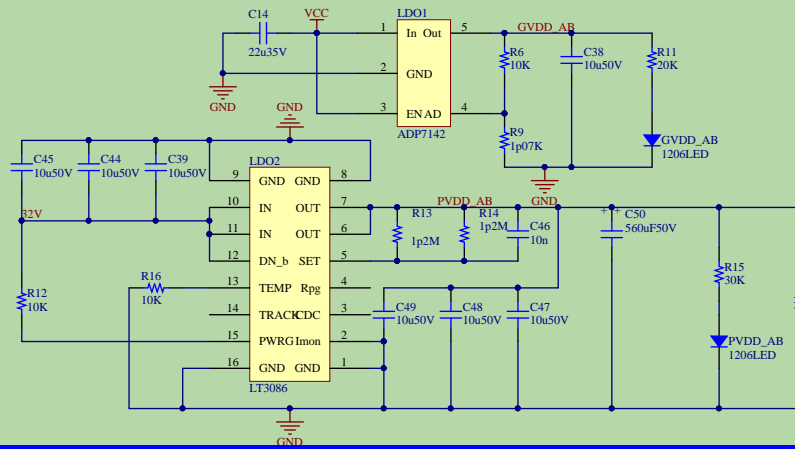 C14
22u35V
VCC
LDO1
1 In Out 5
2 GND
3 EN AD 4
ADP7142
GND
GVDD_AB
R6
10K
C38
10u50V
R11
20K
R9
1p07K
GVDD_AB
1206LED
GND
GND
C45
10u50V
C44
10u50V
C39
10u50V
32V
LDO2
9 GND GND 8
10 IN OUT 7
11 IN OUT 6
12 DN_b SET 5
13 TEMP Rpg 4
14 TRACK CDC 3
15 PWRG Imon 2
16 GND GND 1
LT3086
R12
10K
R16
10K
PVDD_AB
R13
1p2M
R14
1p2M
C46
10n
C50
560uF50V
+ +
C49
10u50V
C48
10u50V
C47
10u50V
R15
30K
PVDD_AB
1206LED
GND